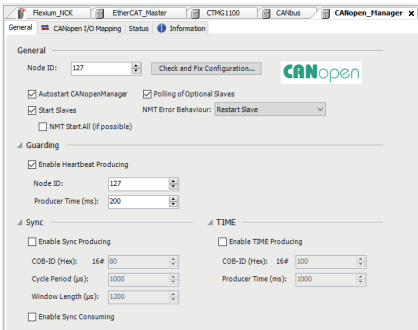 Flexium_NCK EtherCAT_Master CTMG1100 CANbus CANopen_Manager x
General CANopen I/O Mapping Status Information
General
Node ID: 127 Check and Fix Configuration... CANopen
Autostart CANopenManager Polling of Optional Slaves
Start Slaves NMT Error Behaviour: Restart Slave
NMT Start All (if possible)
Guarding
Enable Heartbeat Producing
Node ID: 127
Producer Time (ms): 200
Sync TIME
Enable Sync Producing Enable TIME Producing
COB-ID (Hex): 16# 80 COB-ID (Hex): 16# 100
Cycle Period (µs): 1000 Producer Time (ms): 1000
Window Length (µs): 1200
Enable Sync Consuming